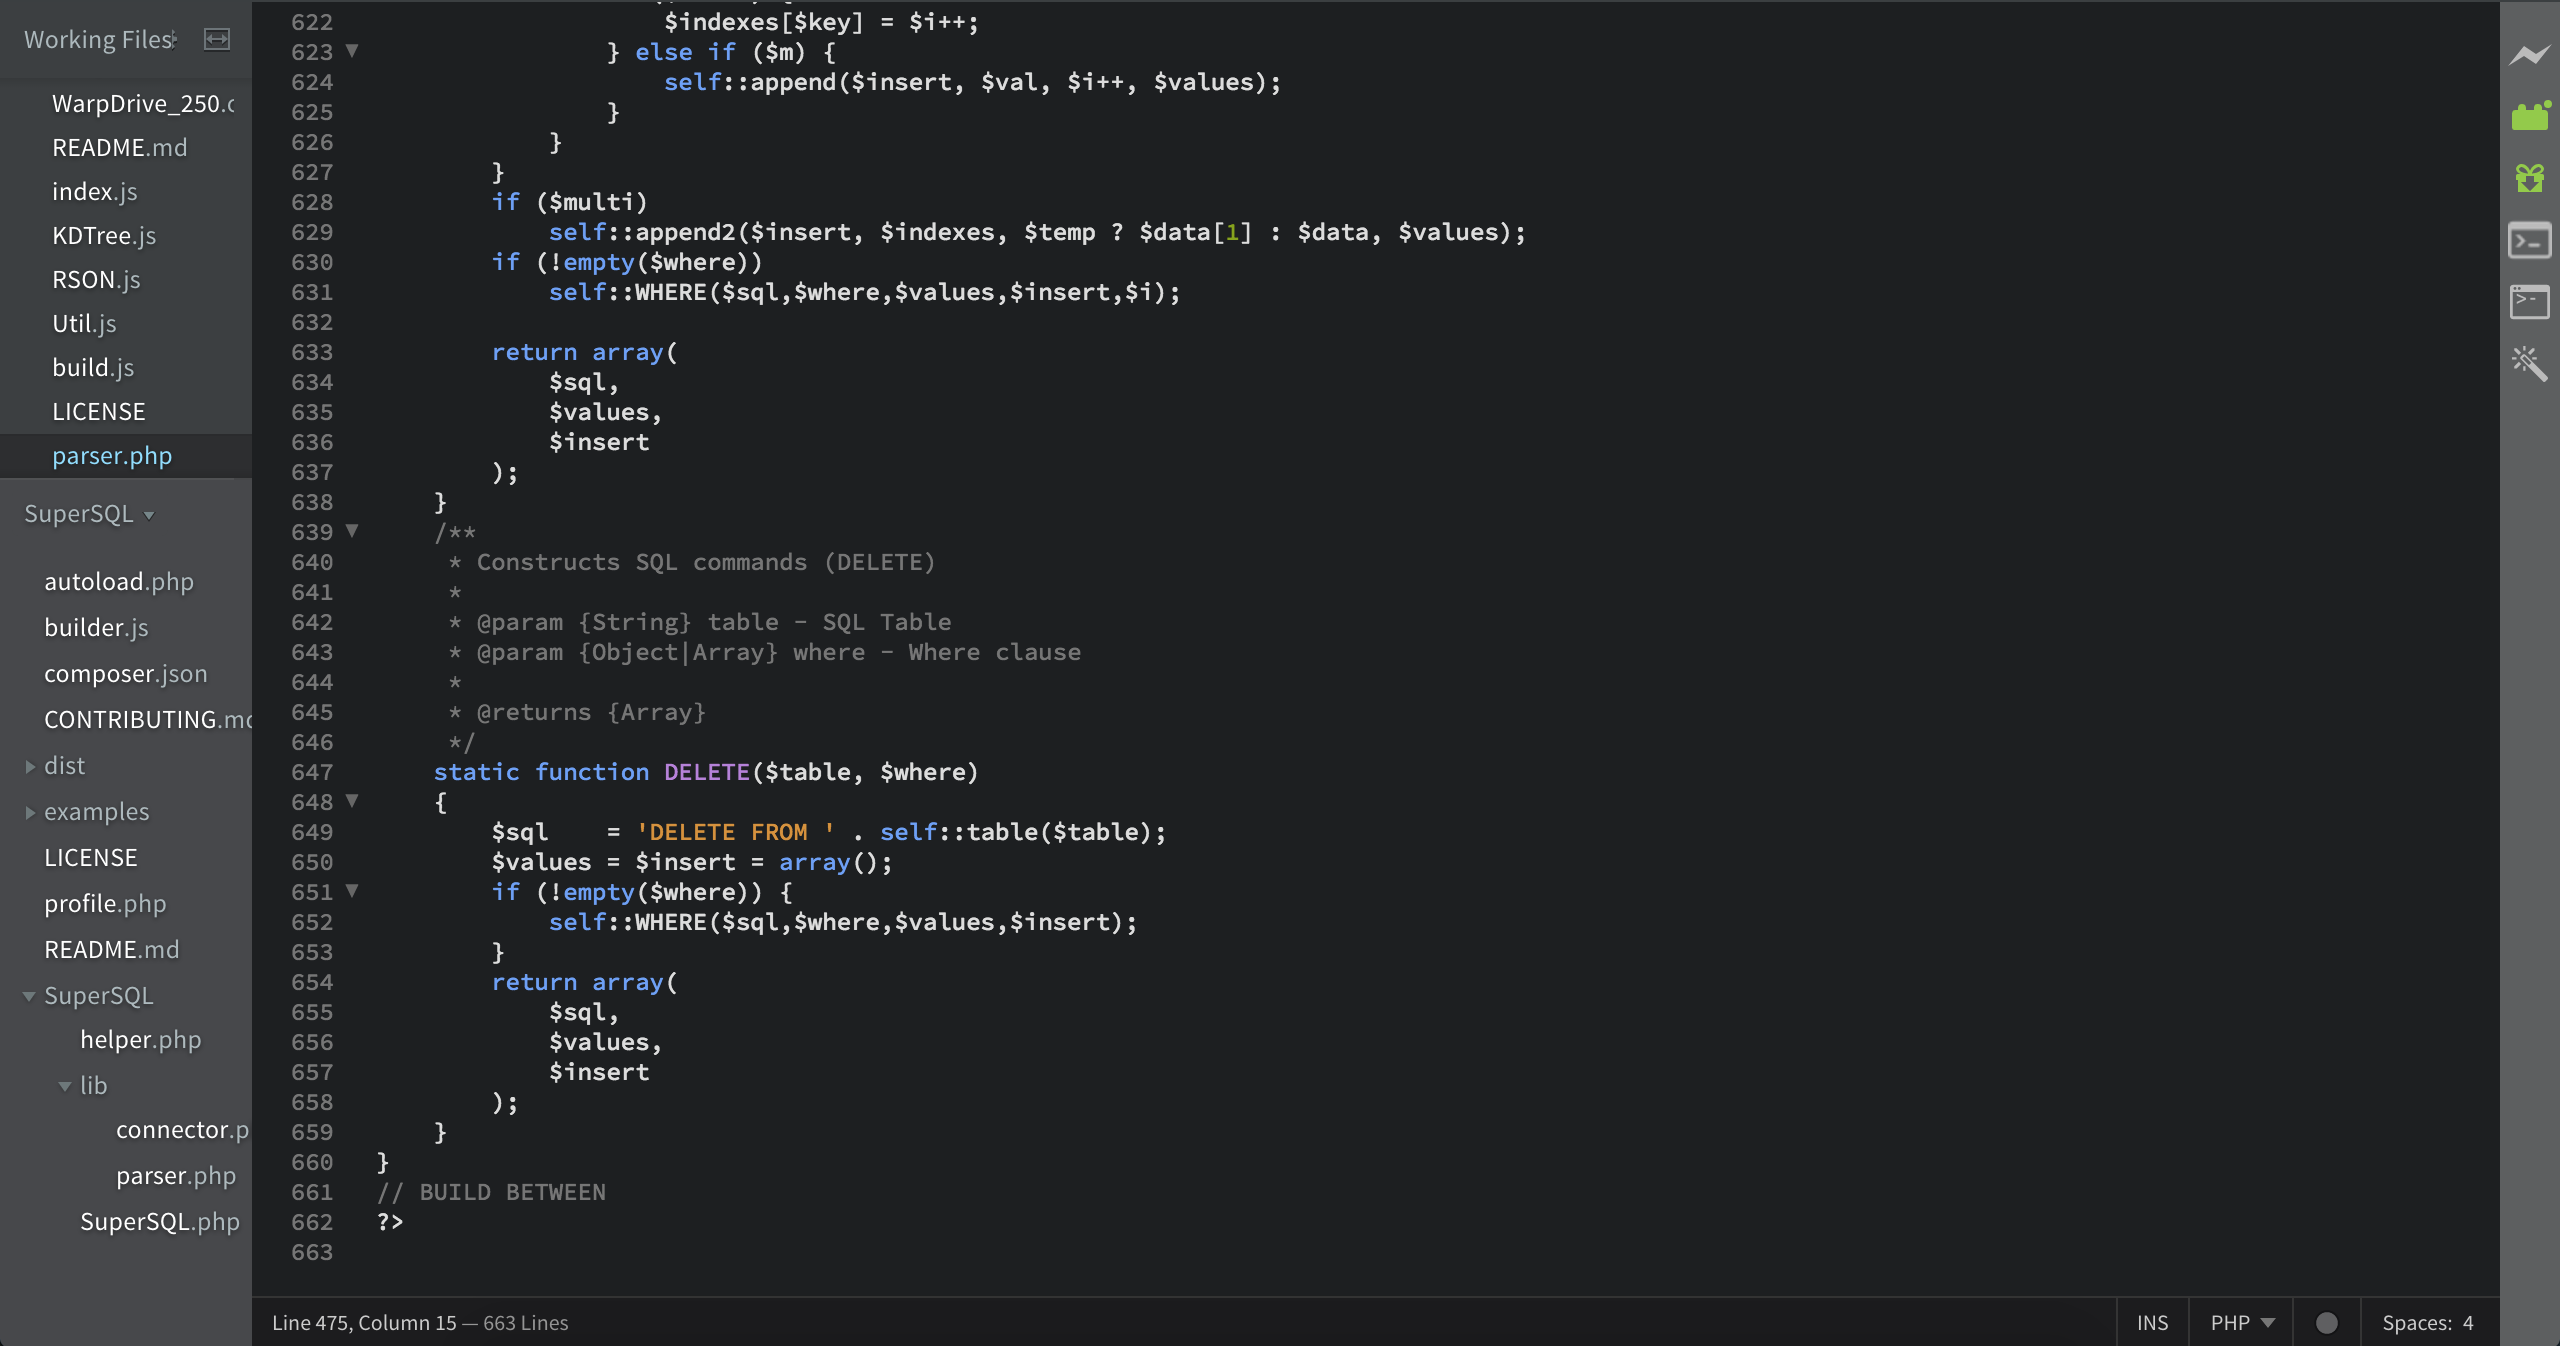 Working Files
WarpDrive_250.c
README.md
index.js
KDTree.js
RSON.js
Util.js
build.js
LICENSE
parser.php
SuperSQL
autoload.php
builder.js
composer.json
CONTRIBUTING.md
dist
examples
LICENSE
profile.php
README.md
SuperSQL
helper.php
lib
connector.p
parser.php
SuperSQL.php
622 $indexes[$key] = $i++;
623 } else if ($m) {
624 self::append($insert, $val, $i++, $values);
625 }
626 }
627 }
628 if ($multi)
629 self::append2($insert, $indexes, $temp ? $data[1] : $data, $values);
630 if (!empty($where))
631 self::WHERE($sql,$where,$values,$insert,$i);
632
633 return array(
634 $sql,
635 $values,
636 $insert
637 );
638 }
639 /**
640 * Constructs SQL commands (DELETE)
641 *
642 * @param {String} table - SQL Table
643 * @param {Object|Array} where - Where clause
644 *
645 * @returns {Array}
646 */
647 static function DELETE($table, $where)
648 {
649 $sql    = 'DELETE FROM ' . self::table($table);
650 $values = $insert = array();
651 if (!empty($where)) {
652 self::WHERE($sql,$where,$values,$insert);
653 }
654 return array(
655 $sql,
656 $values,
657 $insert
658 );
659 }
660 }
661 // BUILD BETWEEN
662 ?>
663
Line 475, Column 15 — 663 Lines
INS
PHP
Spaces: 4